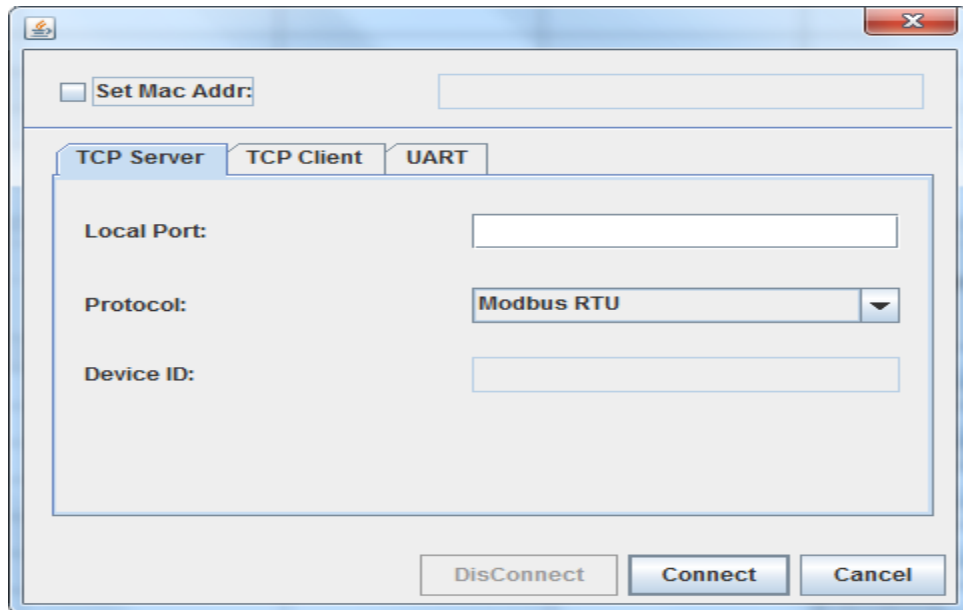 Set Mac Addr:
TCP Server TCP Client UART
Local Port:
Protocol: Modbus RTU
Device ID:
DisConnect Connect Cancel